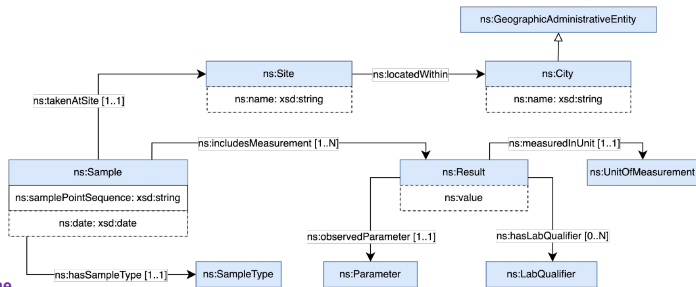 ns:GeographicAdministrativeEntity
ns:Site
ns:locatedWithin
ns:City
ns:name: xsd:string
ns:name: xsd:string
ns:takenAtSite [1..1]
ns:includesMeasurement [1..N]
ns:measuredInUnit [1..1]
ns:Sample
ns:Result
ns:UnitOfMeasurement
ns:samplePointSequence: xsd:string
ns:value
ns:date: xsd:date
ns:observedParameter [1..1]
ns:hasLabQualifier [0..N]
ns:hasSampleType [1..1]
ns:SampleType
ns:Parameter
ns:LabQualifier